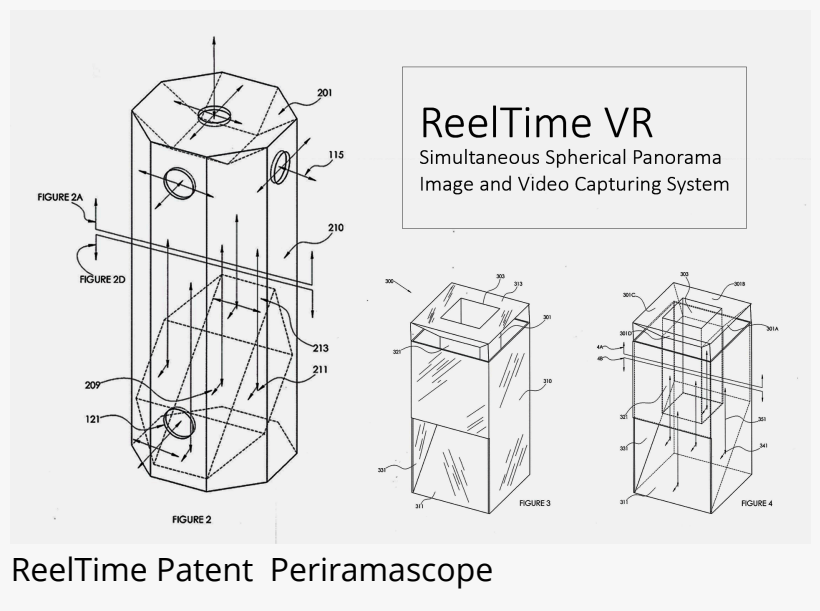 201
115
FIGURE 2A
210
FIGURE 2D
213
209
211
121
FIGURE 2
ReelTime VR
Simultaneous Spherical Panorama
Image and Video Capturing System
300
303
313
301
321
310
331
311
FIGURE 3
303
301B
301C
301D
301A
4A
4B
321
351
331
341
311
FIGURE 4
ReelTime Patent  Periramascope